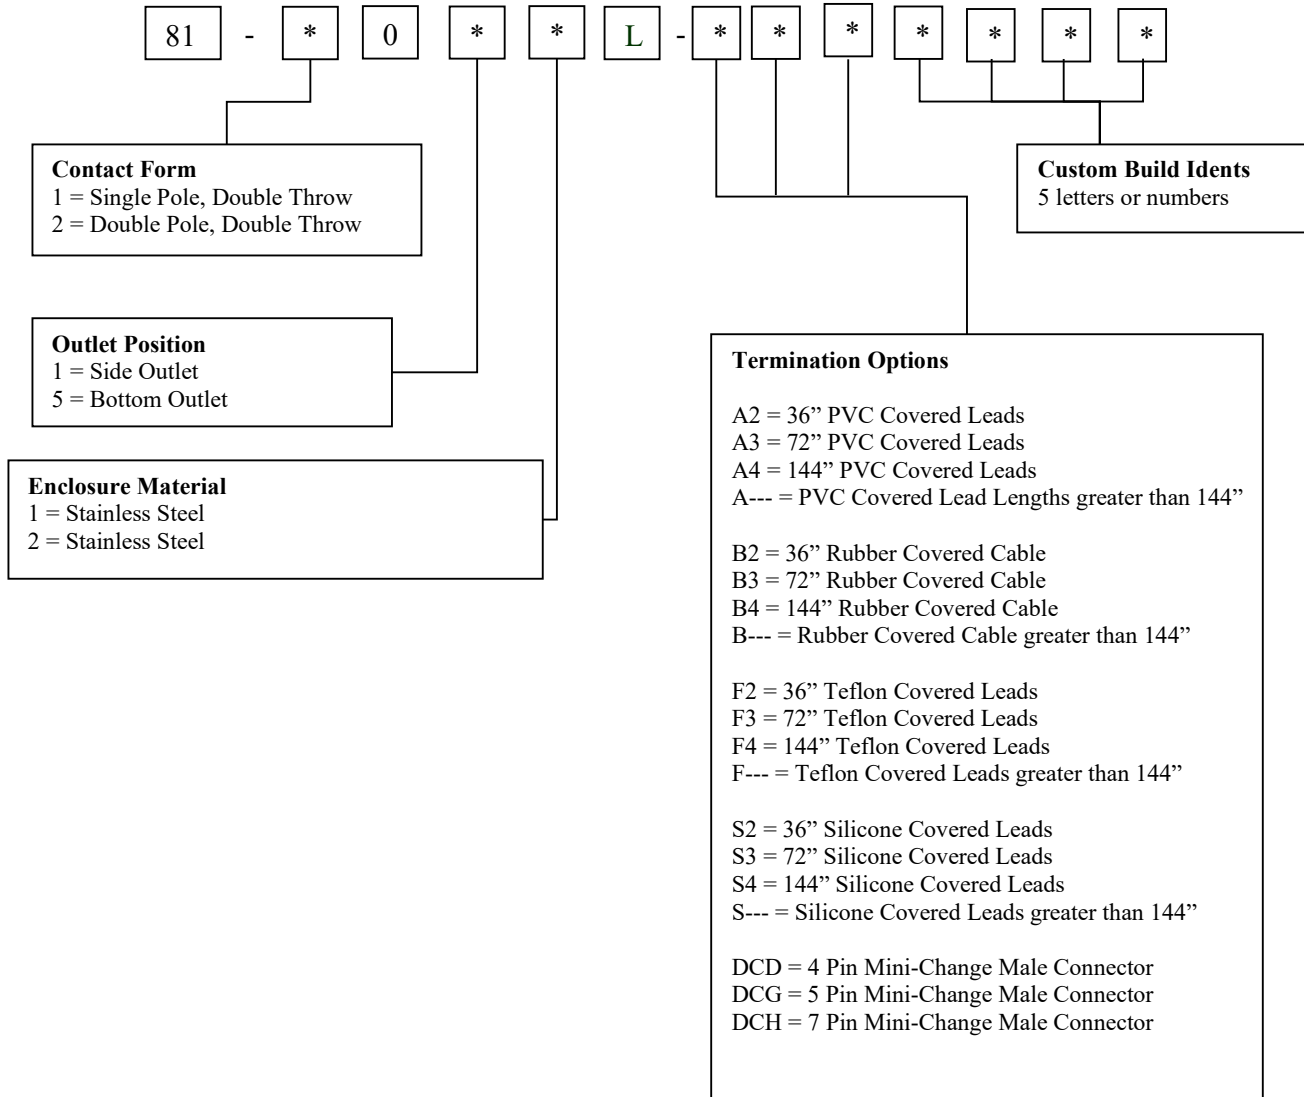 81 - * 0 * * L - * * * * * * *
Contact Form
1 = Single Pole, Double Throw
2 = Double Pole, Double Throw
Custom Build Idents
5 letters or numbers
Outlet Position
1 = Side Outlet
5 = Bottom Outlet
Enclosure Material
1 = Stainless Steel
2 = Stainless Steel
Termination Options
A2 = 36” PVC Covered Leads
A3 = 72” PVC Covered Leads
A4 = 144” PVC Covered Leads
A--- = PVC Covered Lead Lengths greater than 144”
B2 = 36” Rubber Covered Cable
B3 = 72” Rubber Covered Cable
B4 = 144” Rubber Covered Cable
B--- = Rubber Covered Cable greater than 144”
F2 = 36” Teflon Covered Leads
F3 = 72” Teflon Covered Leads
F4 = 144” Teflon Covered Leads
F--- = Teflon Covered Leads greater than 144”
S2 = 36” Silicone Covered Leads
S3 = 72” Silicone Covered Leads
S4 = 144” Silicone Covered Leads
S--- = Silicone Covered Leads greater than 144”
DCD = 4 Pin Mini-Change Male Connector
DCG = 5 Pin Mini-Change Male Connector
DCH = 7 Pin Mini-Change Male Connector